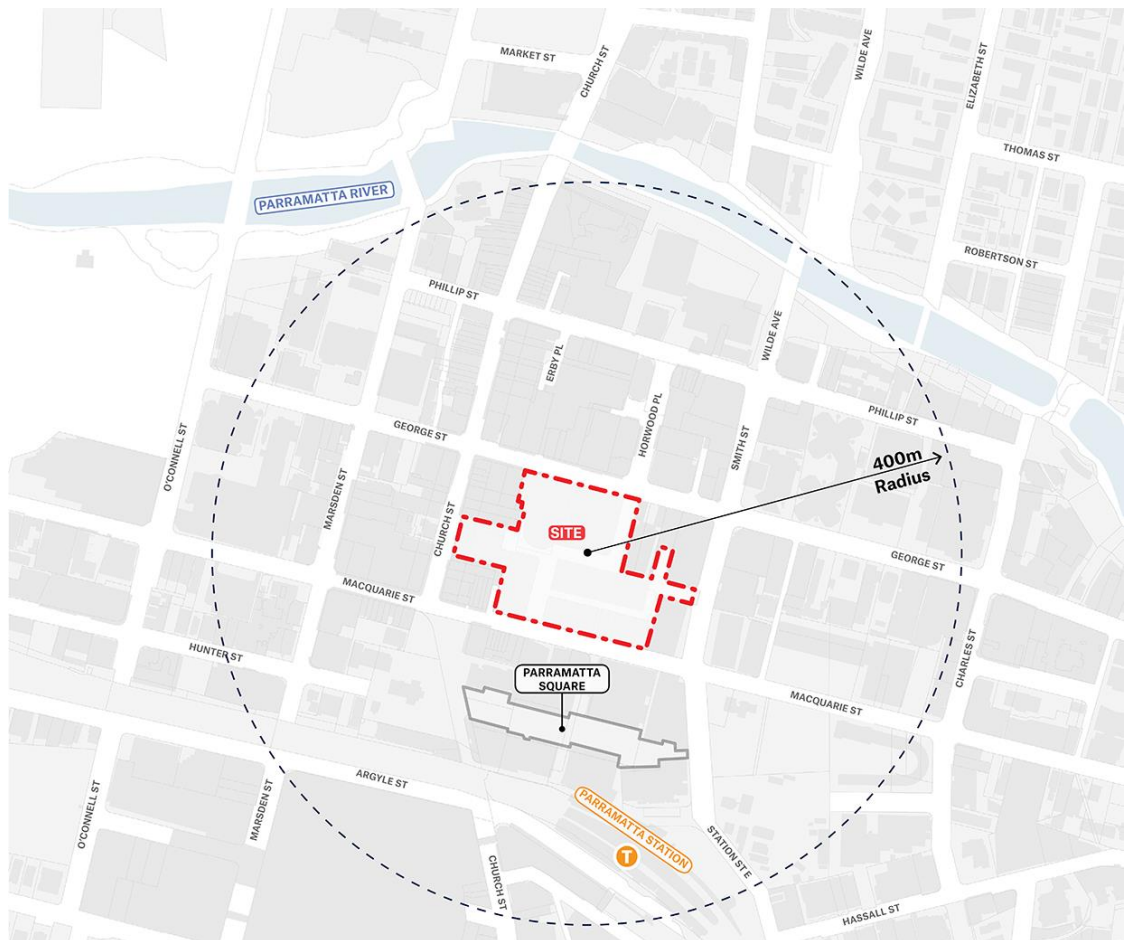 MARKET ST
CHURCH ST
WILDE AVE
ELIZABETH ST
THOMAS ST
PARRAMATTA RIVER
ROBERTSON ST
PHILLIP ST
WILDE AVE
ERBY PL
HORWOOD PL
PHILLIP ST
O'CONNELL ST
GEORGE ST
SMITH ST
400m
Radius
MARSDEN ST
CHURCH ST
SITE
GEORGE ST
MACQUARIE ST
HUNTER ST
CHARLES ST
PARRAMATTA
SQUARE
MACQUARIE ST
ARGYLE ST
O'CONNELL ST
MARSDEN ST
PARRAMATTA STATION
T
STATION ST E
CHURCH ST
HASSALL ST